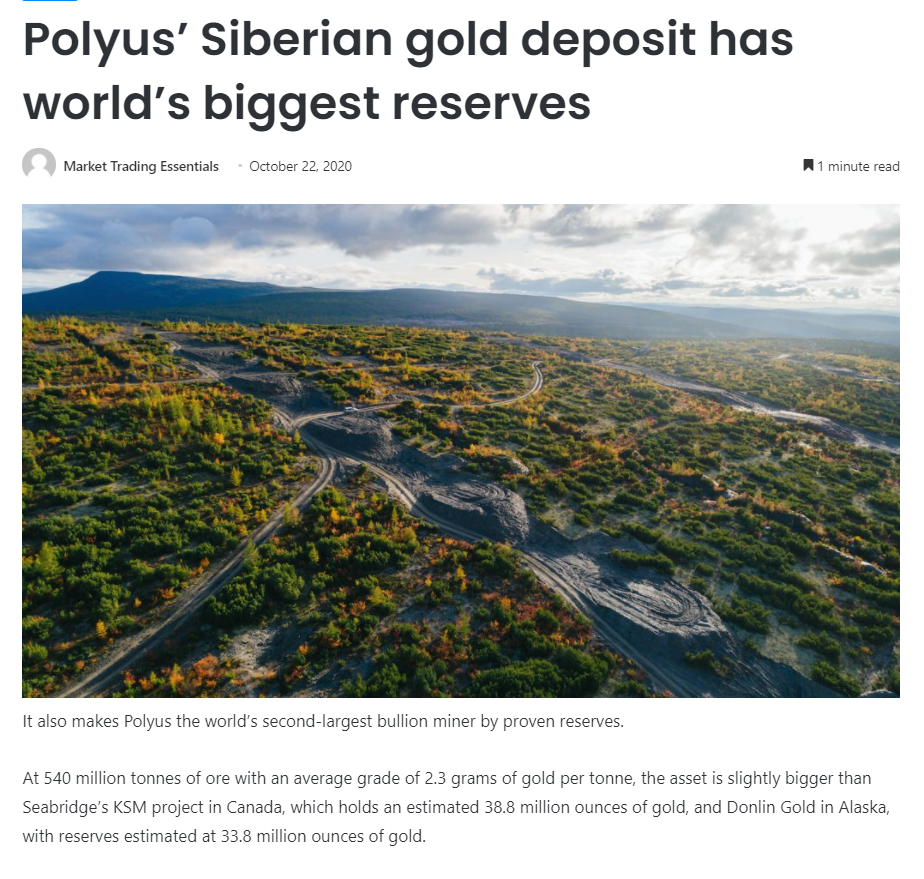 Polyus’ Siberian gold deposit has
world’s biggest reserves
Market Trading Essentials • October 22, 2020 1 minute read
It also makes Polyus the world’s second-largest bullion miner by proven reserves.
At 540 million tonnes of ore with an average grade of 2.3 grams of gold per tonne, the asset is slightly bigger than
Seabridge’s KSM project in Canada, which holds an estimated 38.8 million ounces of gold, and Donlin Gold in Alaska,
with reserves estimated at 33.8 million ounces of gold.